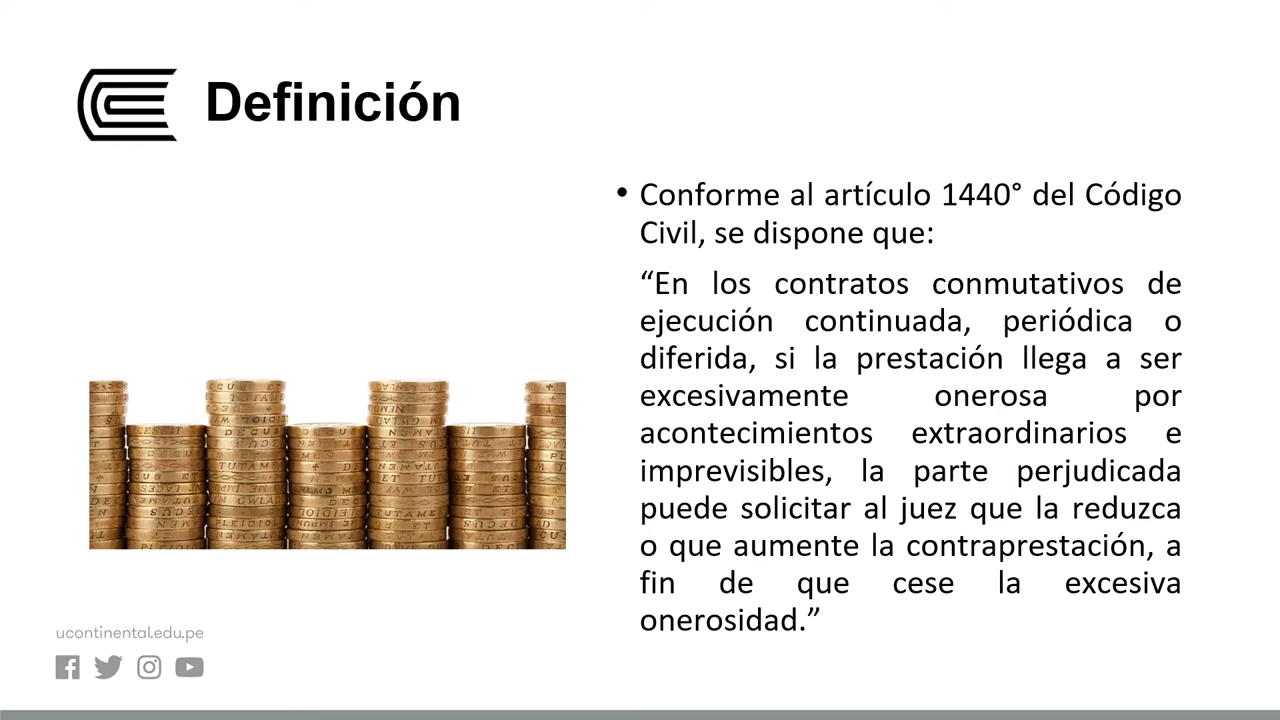 Definición
• Conforme al artículo 1440° del Código
Civil, se dispone que:
“En los contratos conmutativos de
ejecución continuada, periódica o
diferida, si la prestación llega a ser
excesivamente onerosa por
acontecimientos extraordinarios e
imprevisibles, la parte perjudicada
puede solicitar al juez que la reduzca
o que aumente la contraprestación, a
fin de que cese la excesiva
onerosidad.”
ucontinental.edu.pe